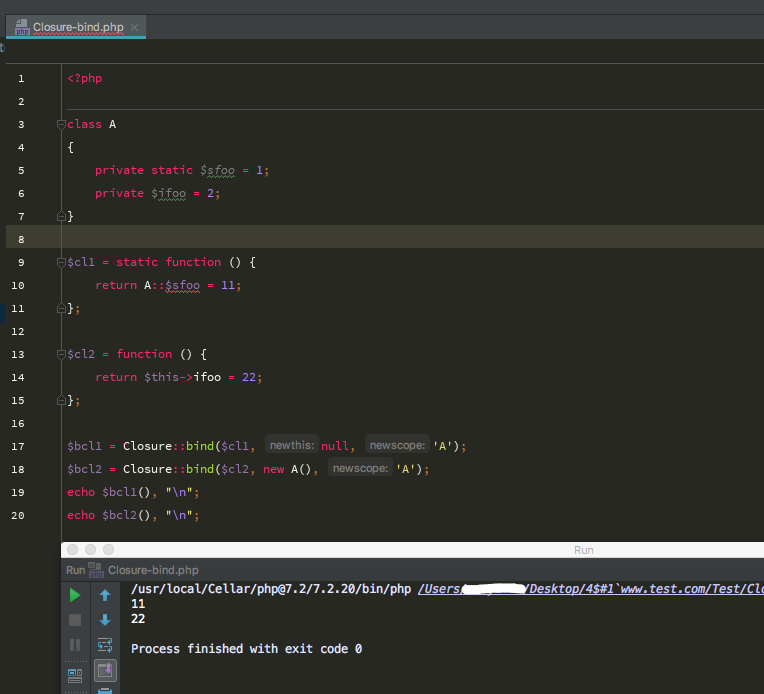 Closure-bind.php
1 <?php
2
3 class A
4 {
5 private static $sfoo = 1;
6 private $ifoo = 2;
7 }
8
9 $cl1 = static function () {
10 return A::$sfoo = 11;
11 };
12
13 $cl2 = function () {
14 return $this->ifoo = 22;
15 };
16
17 $bcl1 = Closure::bind($cl1, newthis: null, newscope: 'A');
18 $bcl2 = Closure::bind($cl2, new A(), newscope: 'A');
19 echo $bcl1(), "\n";
20 echo $bcl2(), "\n";
Run
Run Closure-bind.php
/usr/local/Cellar/php@7.2/7.2.20/bin/php /Users/ /Desktop/4$#1`www.test.com/Test/Clo
11
22
Process finished with exit code 0